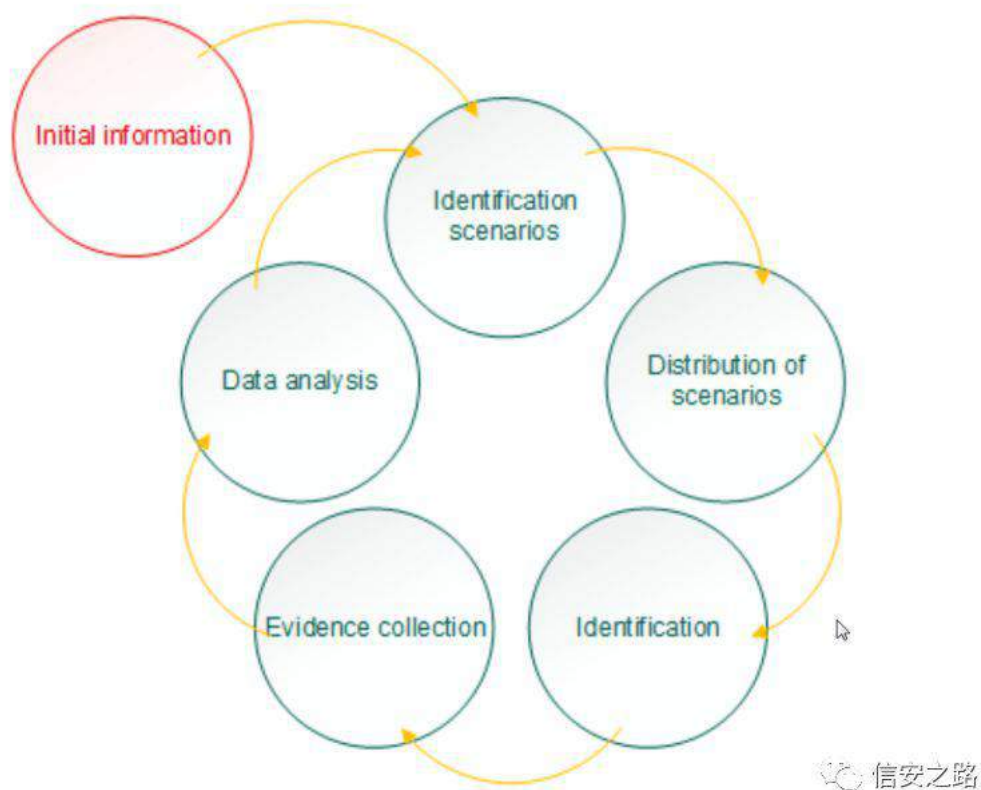 Initial information
Identification
scenarios
Distribution of
scenarios
Identification
Evidence collection
Data analysis
信安之路